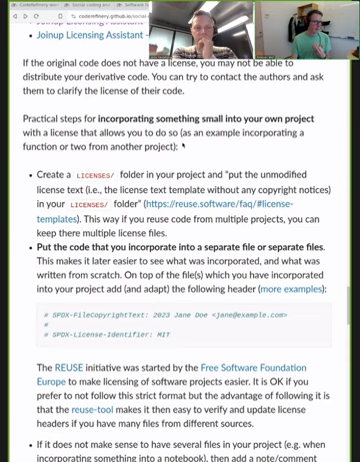 CodeRefinery
Social coding
Software
coderefinery.github.io/social-
Joinup Licensing Assistant
Joinup Licensing Assistant -
If the original code does not have a license, you may not be able to
distribute your derivative code. You can try to contact the authors and ask
them to clarify the license of their code.
Practical steps for incorporating something small into your own project
with a license that allows you to do so (as an example incorporating a
function or two from another project):
Create a LICENSES/ folder in your project and "put the unmodified
license text (i.e., the license text template without any copyright notices)
in your LICENSES/ folder" (https://reuse.software/faq/#license-
templates). This way if you reuse code from multiple projects, you can
keep there multiple license files.
Put the code that you incorporate into a separate file or separate files.
This makes it later easier to see what was incorporated, and what was
written from scratch. On top of the file(s) which you have incorporated
into your project add (and adapt) the following header (more examples):
# SPDX-FileCopyrightText: 2023 Jane Doe <jane@example.com>
#
# SPDX-License-Identifier: MIT
The REUSE initiative was started by the Free Software Foundation
Europe to make licensing of software projects easier. It is OK if you
prefer to not follow this strict format but the advantage of following it is
that the reuse-tool makes it then easy to verify and update license
headers if you have many files from different sources.
If it does not make sense to have several files in your project (e.g. when
incorporating something into a notebook), then add a note/comment